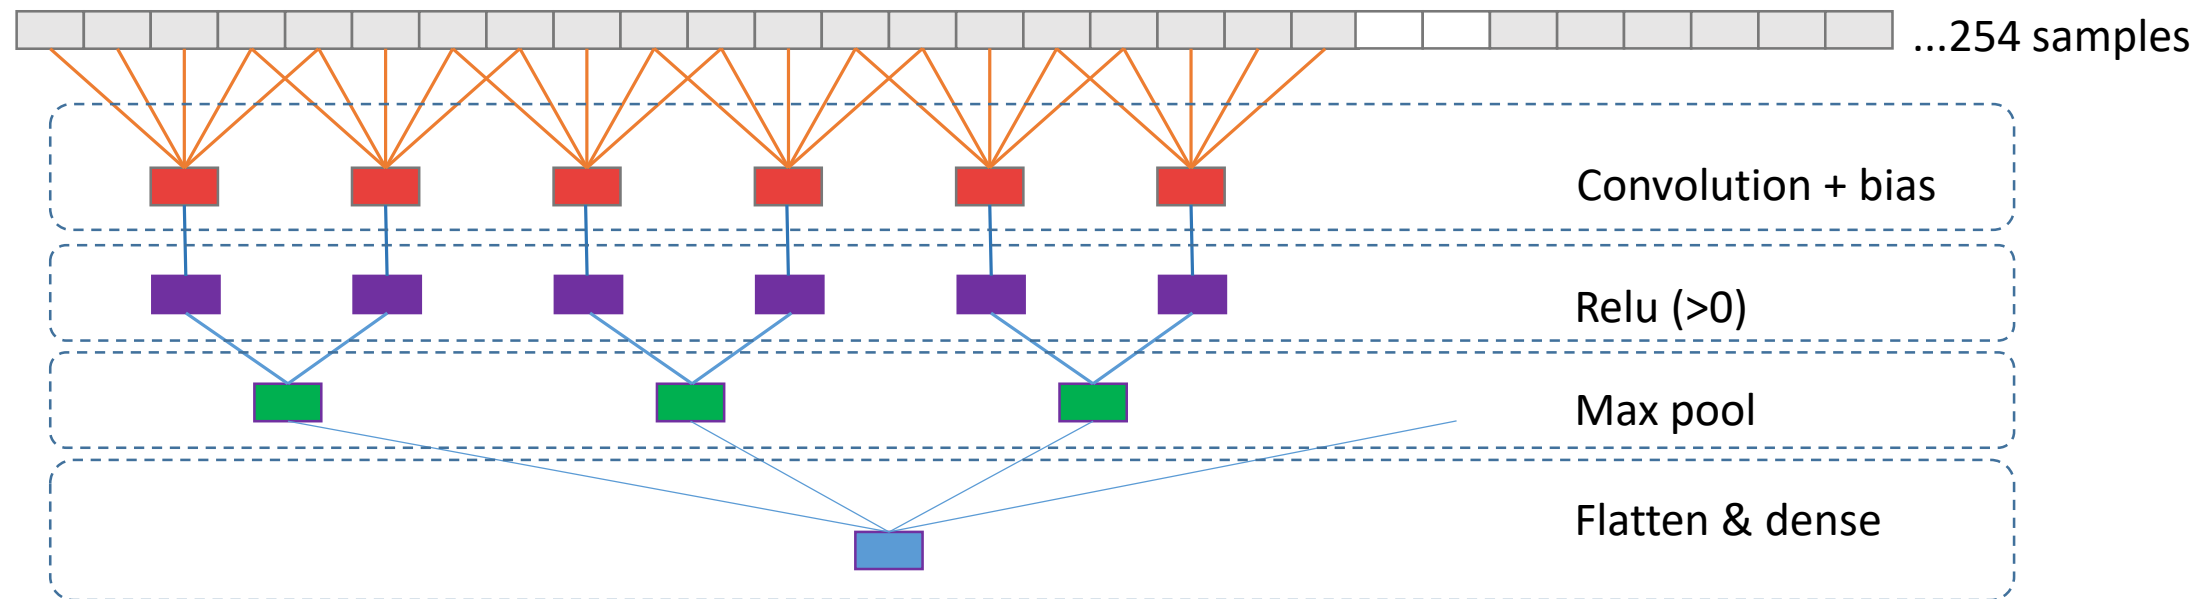 ...254 samples
Convolution + bias
Relu (>0)
Max pool
Flatten & dense